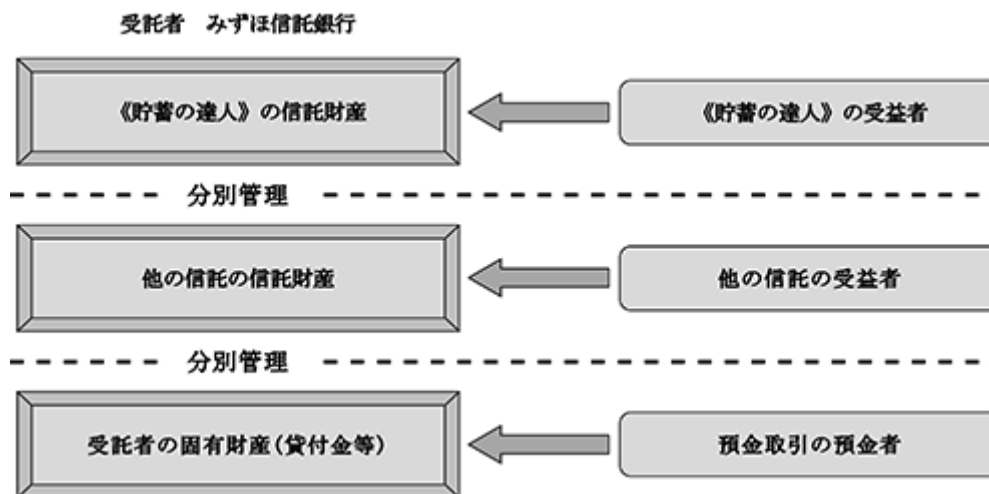 受託者　みずほ信託銀行
《貯蓄の達人》の信託財産
《貯蓄の達人》の受益者
分別管理
他の信託の信託財産
他の信託の受益者
分別管理
受託者の固有財産(貸付金等)
預金取引の預金者